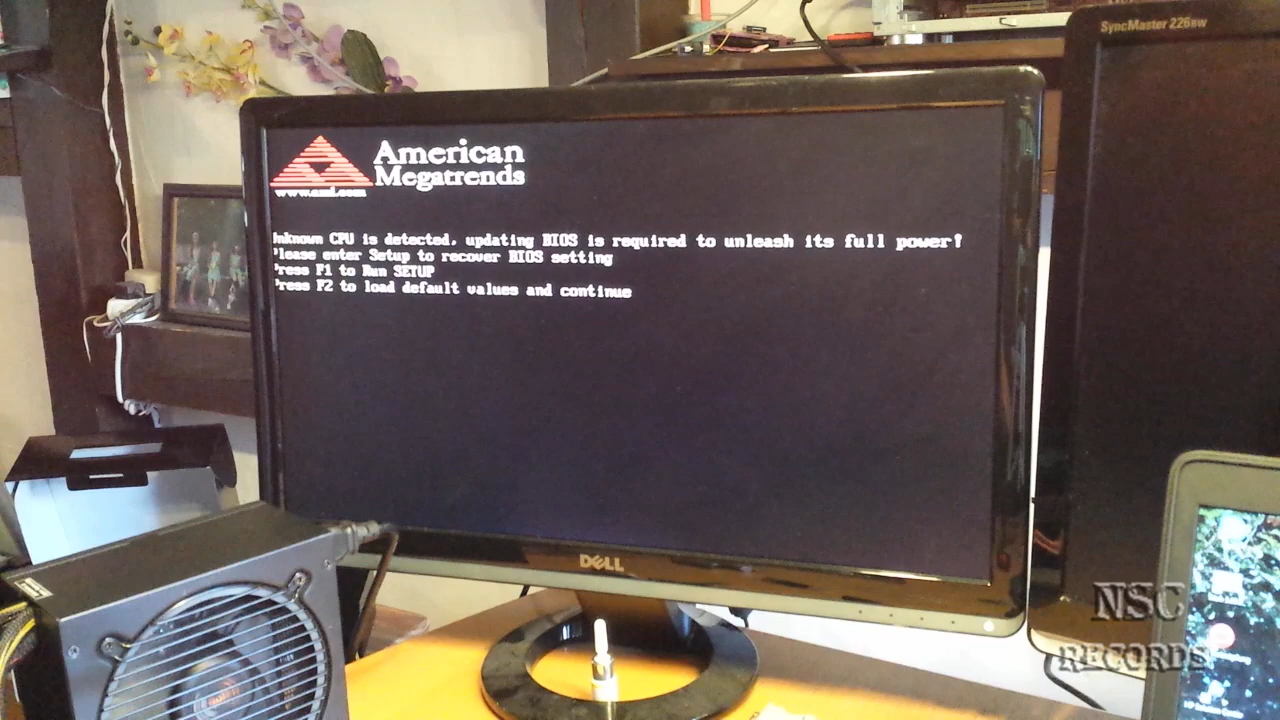 SyncMaster 226BW
American
Megatrends
www.ami.com
Unknown CPU is detected, updating BIOS is required to unleash its full power!
Please enter Setup to recover BIOS setting
Press F1 to Run SETUP
Press F2 to load default values and continue
DELL
NSC
RECORDS